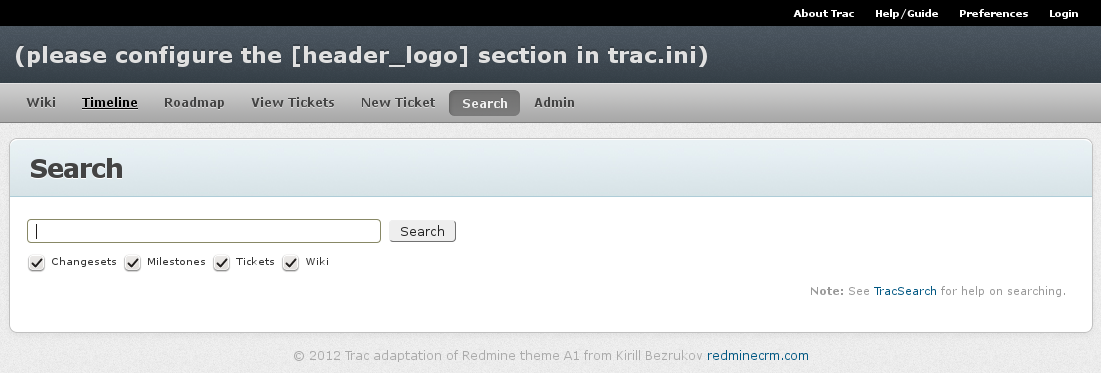 About Trac Help/Guide Preferences Login
(please configure the [header_logo] section in trac.ini)
Wiki Timeline Roadmap View Tickets New Ticket Search Admin
Search
Search
Changesets Milestones Tickets Wiki
Note: See TracSearch for help on searching.
© 2012 Trac adaptation of Redmine theme A1 from Kirill Bezrukov redminecrm.com